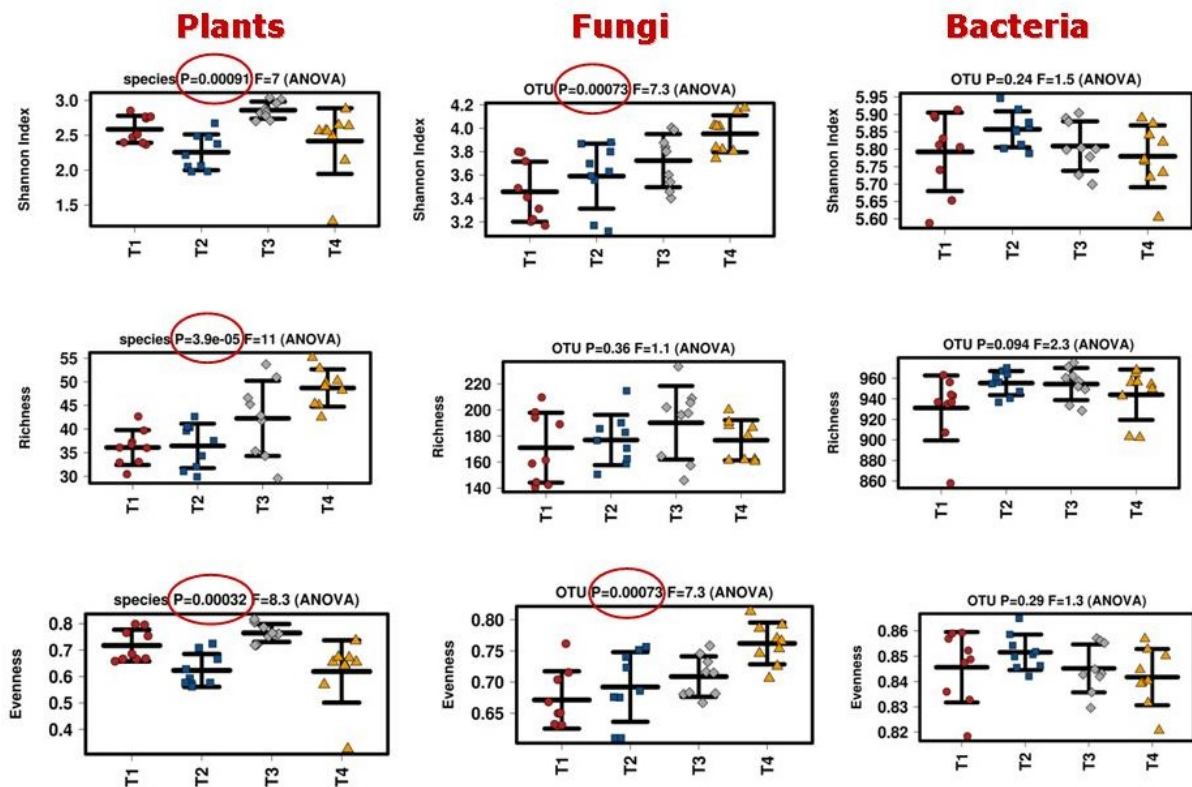 Plants
Fungi
Bacteria
species P=0.00091 F=7 (ANOVA)
Shannon Index
3.0
2.5
2.0
1.5
T1
T2
T3
T4
OTU P=0.00073 F=7.3 (ANOVA)
Shannon Index
4.2
4.0
3.8
3.6
3.4
3.2
T1
T2
T3
T4
OTU P=0.24 F=1.5 (ANOVA)
Shannon Index
5.95
5.90
5.85
5.80
5.75
5.70
5.65
5.60
T1
T2
T3
T4
species P=3.9e-05 F=11 (ANOVA)
Richness
55
50
45
40
35
30
T1
T2
T3
T4
OTU P=0.36 F=1.1 (ANOVA)
Richness
220
200
180
160
140
T1
T2
T3
T4
OTU P=0.094 F=2.3 (ANOVA)
Richness
960
940
920
900
880
860
T1
T2
T3
T4
species P=0.00032 F=8.3 (ANOVA)
Evenness
0.8
0.7
0.6
0.5
0.4
T1
T2
T3
T4
OTU P=0.00073 F=7.3 (ANOVA)
Evenness
0.80
0.75
0.70
0.65
T1
T2
T3
T4
OTU P=0.29 F=1.3 (ANOVA)
Evenness
0.86
0.85
0.84
0.83
0.82
T1
T2
T3
T4